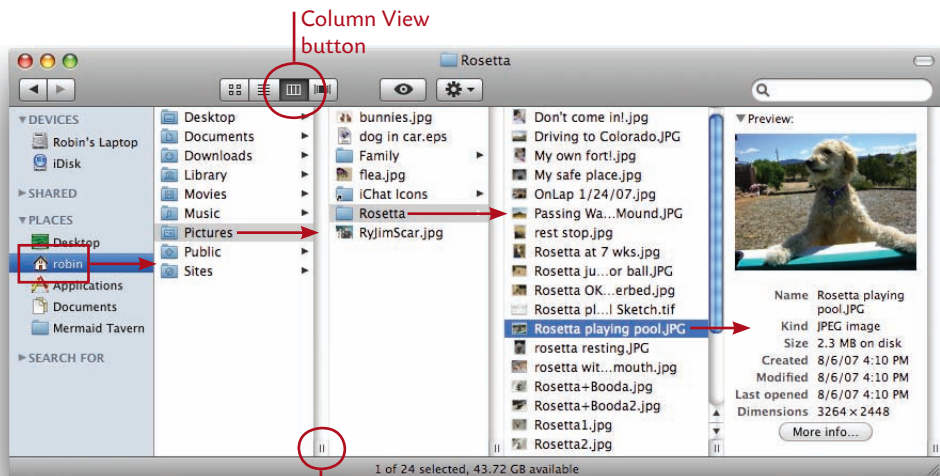 Column View
button
Rosetta
DEVICES
Robin's Laptop
iDisk
SHARED
PLACES
Desktop
robin
Applications
Documents
Mermaid Tavern
SEARCH FOR
Desktop
Documents
Downloads
Library
Movies
Music
Pictures
Public
Sites
bunnies.jpg
dog in car.eps
Family
flea.jpg
iChat Icons
Rosetta
RyJimScar.jpg
Don't come in!.jpg
Driving to Colorado.JPG
My own fort!.jpg
My safe place.jpg
OnLap 1/24/07.jpg
Passing Wa...Mound.JPG
rest stop.jpg
Rosetta at 7 wks.jpg
Rosetta ju...or ball.JPG
Rosetta OK...erbed.jpg
Rosetta pl...l Sketch.tif
Rosetta playing pool.JPG
rosetta resting.JPG
rosetta wit...mouth.jpg
Rosetta+Booda.jpg
Rosetta+Booda2.jpg
Rosetta1.jpg
Rosetta2.jpg
Preview:
Name Rosetta playing
pool.JPG
Kind JPEG image
Size 2.3 MB on disk
Created 8/6/07 4:10 PM
Modified 8/6/07 4:10 PM
Last opened 8/6/07 4:10 PM
Dimensions 3264 × 2448
More info...
1 of 24 selected, 43.72 GB available